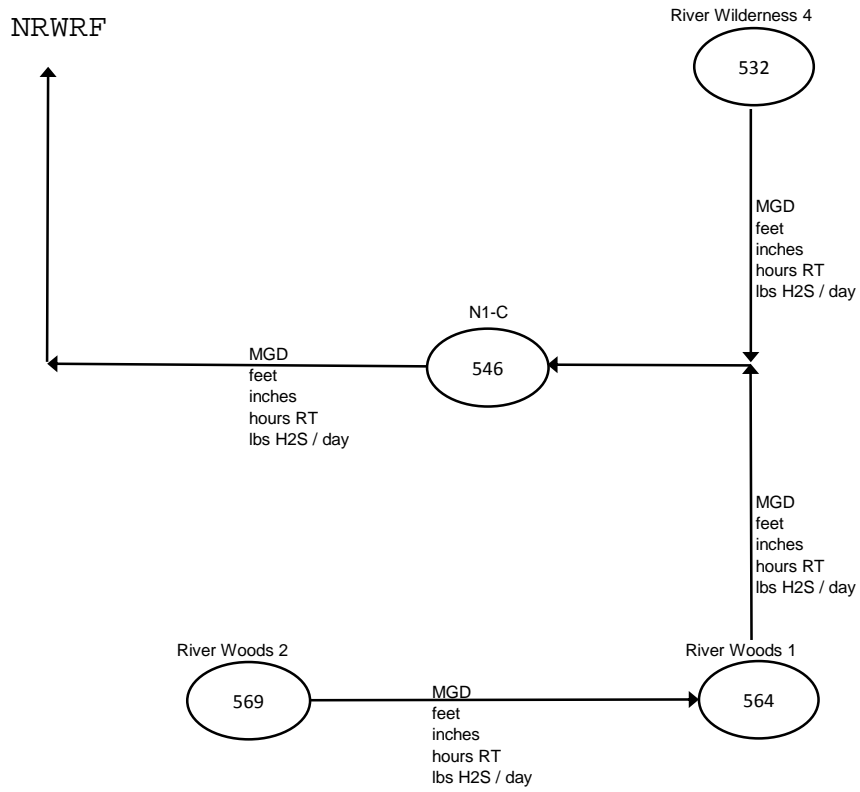 NRWRF
River Wilderness 4
532
MGD
feet
inches
hours RT
lbs H2S / day
N1-C
546
MGD
feet
inches
hours RT
lbs H2S / day
MGD
feet
inches
hours RT
lbs H2S / day
River Woods 2
569
MGD
feet
inches
hours RT
lbs H2S / day
River Woods 1
564